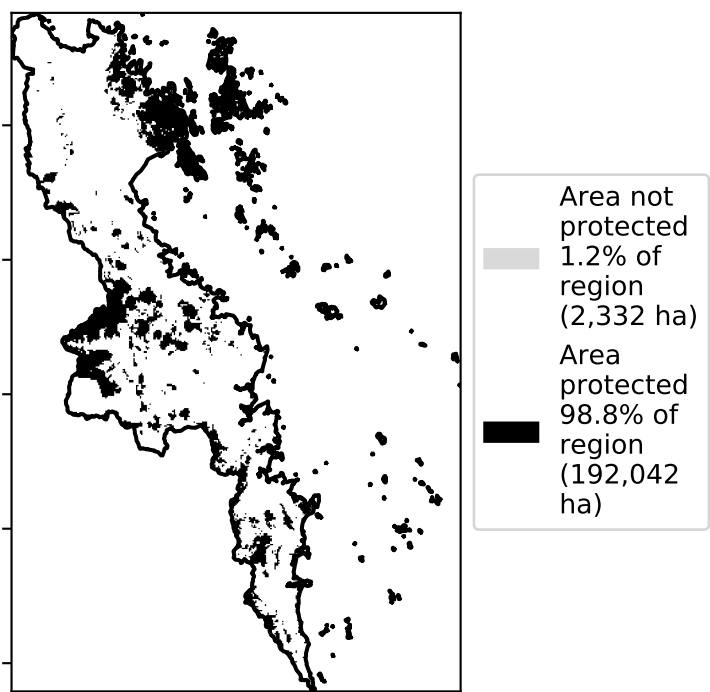 Area not
protected
1.2% of
region
(2,332 ha)
Area
protected
98.8% of
region
(192,042
ha)